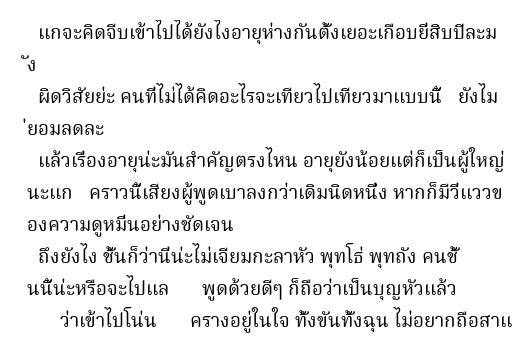 แกจะคิดจีบเข้าไปได้ยังไงอายุห่างกันตั้งเยอะเกือบยี่สิบปีละม
ัง
ผิดวิสัยย่ะ คนที่ไม่ได้คิดอะไรจะเทียวไปเทียวมาแบบนี้ ยังไม
่ยอมลดละ
แล้วเรื่องอายุน่ะมันสำคัญตรงไหน อายุยังน้อยแต่ก็เป็นผู้ใหญ่
นะแก คราวนี้เสียงผู้พูดเบาลงกว่าเดิมนิดหนึ่ง หากก็มีวี่แววข
องความดูหมิ่นอย่างชัดเจน
ถึงยังไง ชั้นก็ว่านีน่ะไม่เจียมกะลาหัว พุทโธ่ พุทถัง คนชั
้นนั้นน่ะหรือจะไปแล พูดด้วยดีๆ ก็ถือว่าเป็นบุญหัวแล้ว
ว่าเข้าไปโน่น ครางอยู่ในใจ ทั้งขันทั้งฉุน ไม่อยากถือสาแ